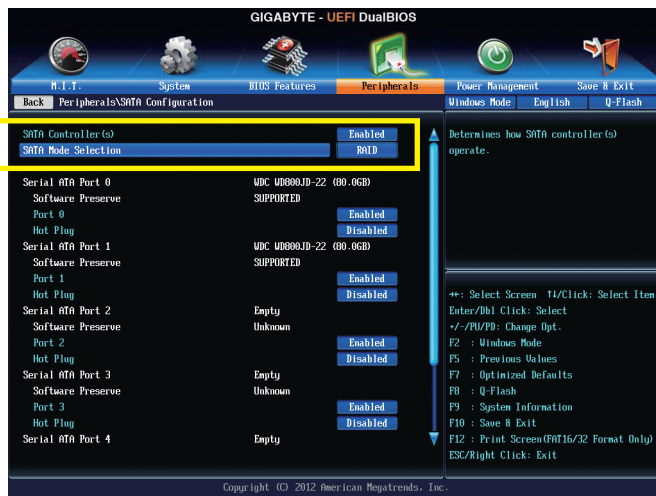 GIGABYTE - UEFI DualBIOS
M.I.T. System BIOS Features Peripherals Power Management Save & Exit
Back Peripherals\SATA Configuration Windows Mode English Q-Flash
SATA Controller(s) Enabled
SATA Mode Selection RAID
Serial ATA Port 0 WDC WD800JD-22 (80.0GB)
Software Preserve SUPPORTED
Port 0 Enabled
Hot Plug Disabled
Serial ATA Port 1 WDC WD800JD-22 (80.0GB)
Software Preserve SUPPORTED
Port 1 Enabled
Hot Plug Disabled
Serial ATA Port 2 Empty
Software Preserve Unknown
Port 2 Enabled
Hot Plug Disabled
Serial ATA Port 3 Empty
Software Preserve Unknown
Port 3 Enabled
Hot Plug Disabled
Serial ATA Port 4 Empty
Determines how SATA controller(s)
operate.
→←: Select Screen ↑↓/Click: Select Item
Enter/Dbl Click: Select
+/-/PU/PD: Change Opt.
F2 : Windows Mode
F5 : Previous Values
F7 : Optimized Defaults
F8 : Q-Flash
F9 : System Information
F10 : Save & Exit
F12 : Print Screen(FAT16/32 Format Only)
ESC/Right Click: Exit
Copyright (C) 2012 American Megatrends, Inc.